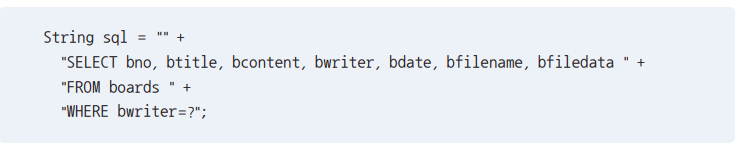 String sql = "" +
"SELECT bno, btitle, bcontent, bwriter, bdate, bfilename, bfiledata " +
"FROM boards " +
"WHERE bwriter=?";